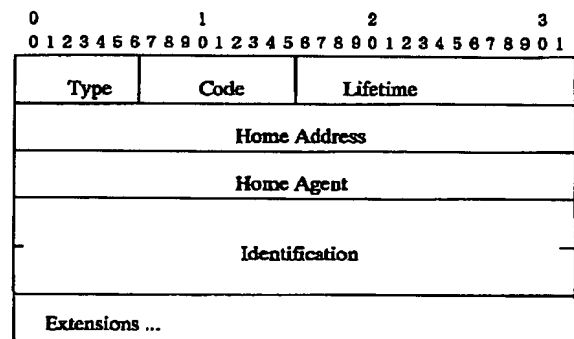 0 1 2 3
0 1 2 3 4 5 6 7 8 9 0 1 2 3 4 5 6 7 8 9 0 1 2 3 4 5 6 7 8 9 0 1
Type Code Lifetime
Home Address
Home Agent
Identification
Extensions ...